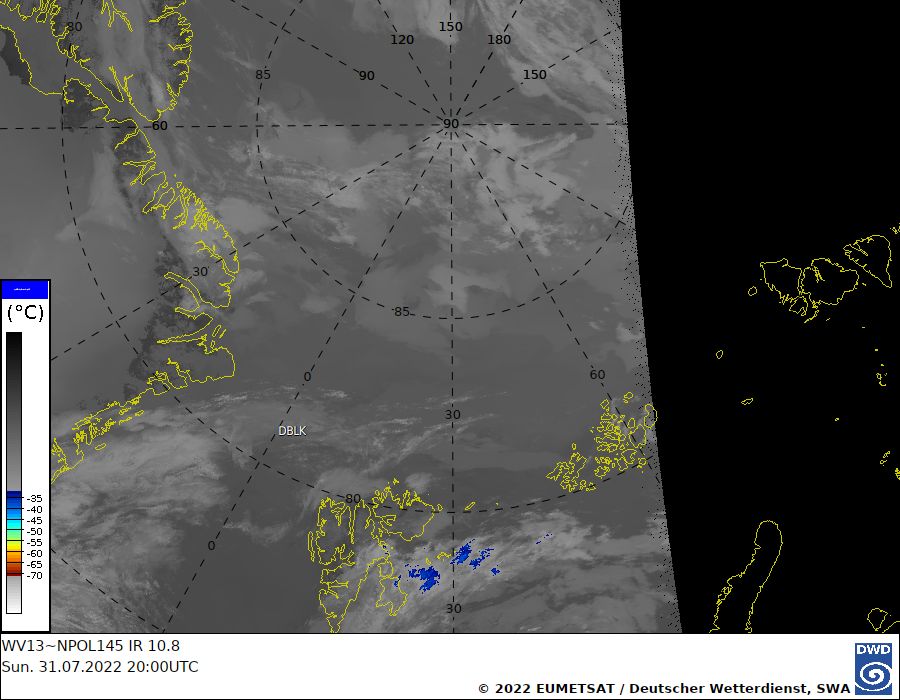 80
120 150 180
85 90 150
60 90
30
85
0 60
30
DBLK
80
0
30
(°C)
-35
-40
-45
-50
-55
-60
-65
-70
WV13~NPOL145 IR 10.8
Sun. 31.07.2022 20:00UTC
© 2022 EUMETSAT / Deutscher Wetterdienst, SWA
DWD